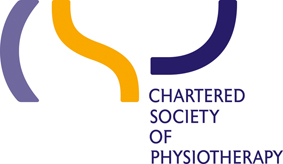 CHARTERED
SOCIETY
OF
PHYSIOTHERAPY